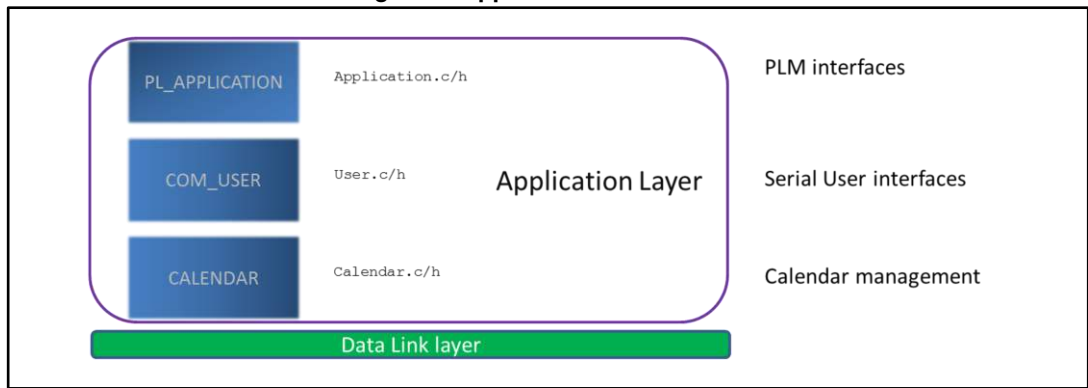 PL_APPLICATION Application.c/h PLM interfaces
COM_USER User.c/h Application Layer Serial User interfaces
CALENDAR Calendar.c/h Calendar management
Data Link layer